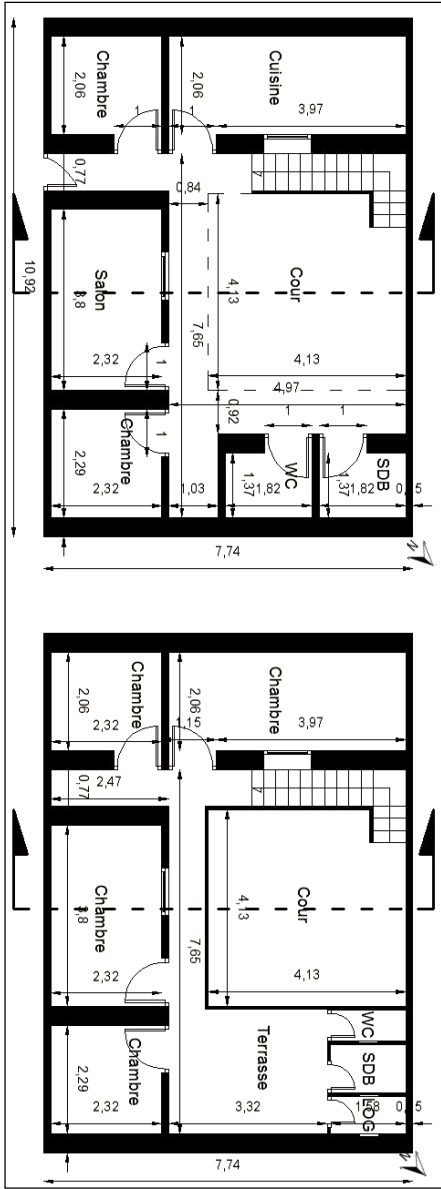 Chambre
2,06
Cuisine
2,06
3,97
1
1
0,77
0,84
10,92
Salon
3,8
2,32
4,13
Cour
7,65
4,13
1
4,97
0,92
1
1
Chambre
1
2,29
2,32
1,03
1,37
WC
1,82
1,37
SDB
1,82
0,15
N
7,74
Chambre
2,06
2,32
Chambre
2,06
1,15
3,97
0,77
2,47
Chambre
3,8
2,32
4,13
Cour
7,65
4,13
Chambre
2,29
2,32
Terrasse
3,32
WC
SDB
1,58
0,15
N
7,74